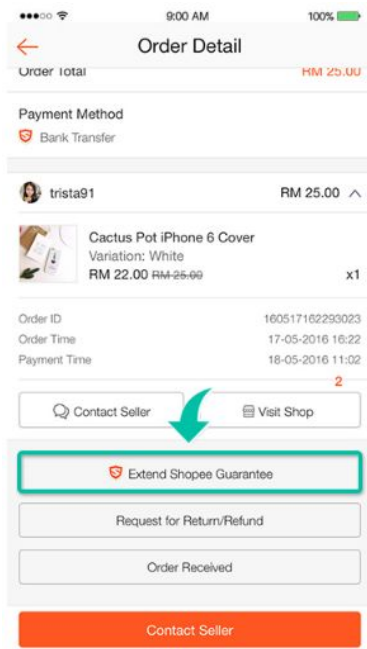 9:00 AM 100%
Order Detail
Order Total RM 25.00
Payment Method
Bank Transfer
trista91 RM 25.00
Cactus Pot iPhone 6 Cover
Variation: White
RM 22.00 RM 25.00 x1
Order ID 160517162293023
Order Time 17-05-2016 16:22
Payment Time 18-05-2016 11:02
2
Contact Seller Visit Shop
Extend Shopee Guarantee
Request for Return/Refund
Order Received
Contact Seller